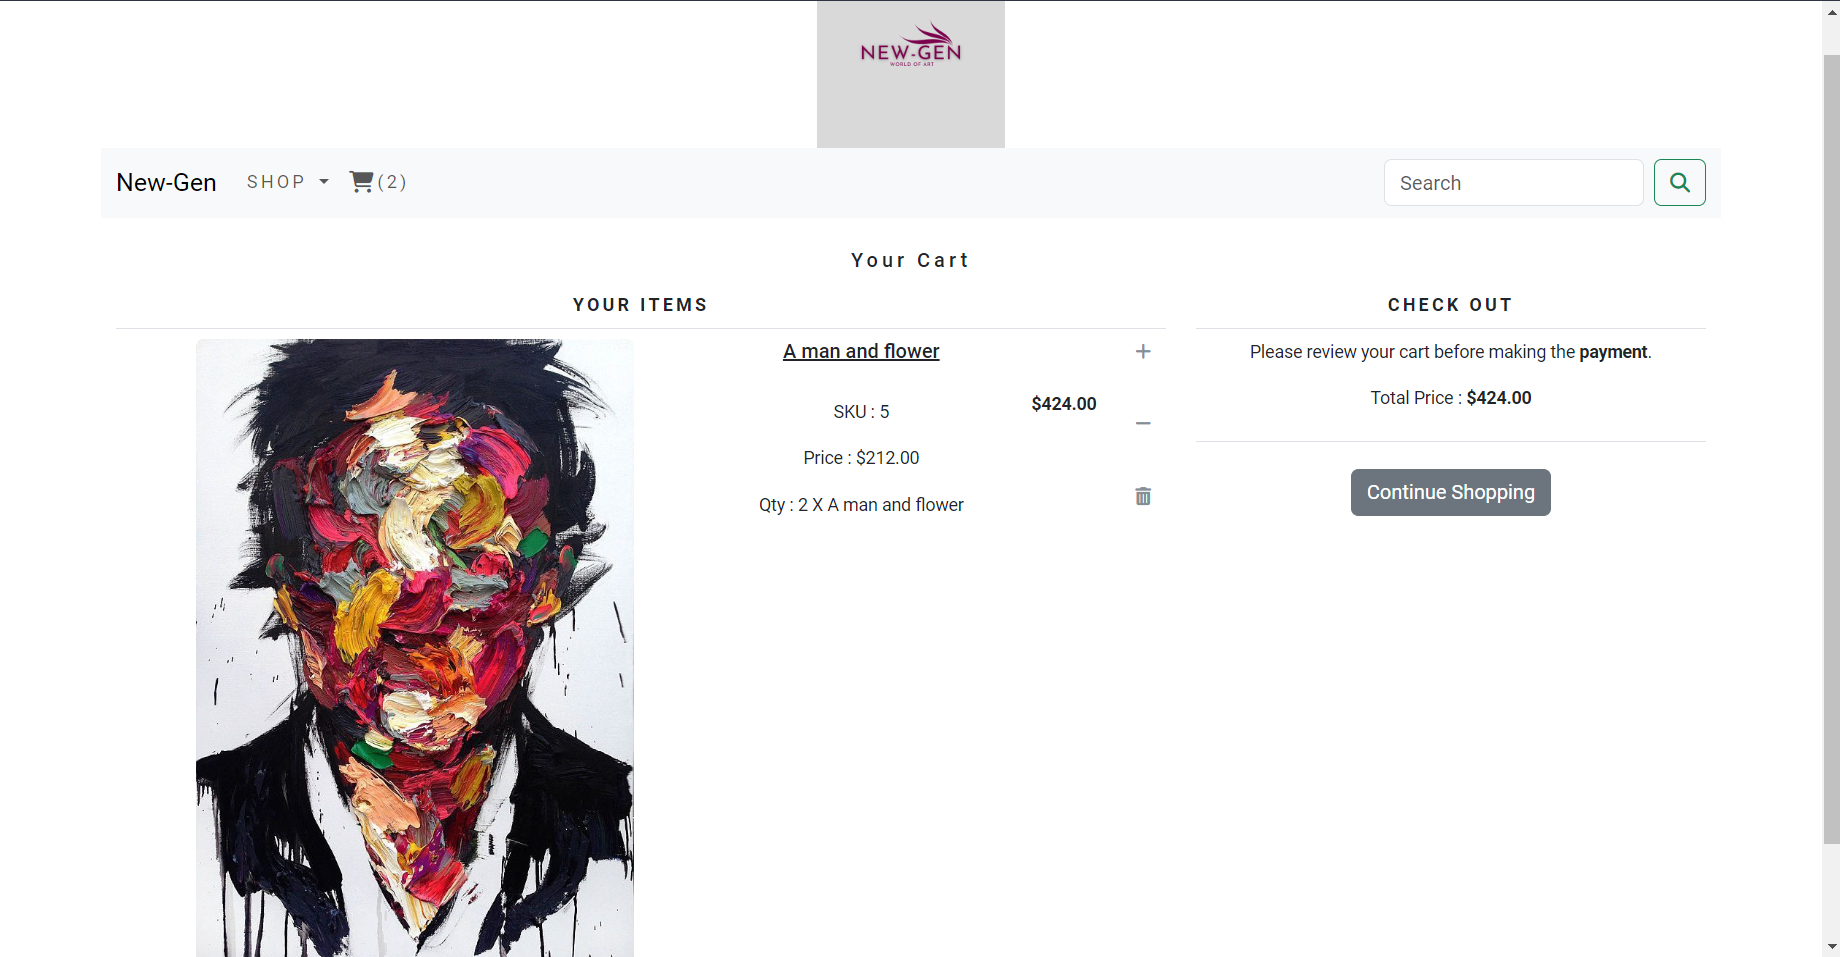 NEW-GEN
WORLD OF ART
New-Gen
SHOP
(2)
Search
Your Cart
YOUR ITEMS
A man and flower
SKU : 5
Price : $212.00
Qty : 2 X A man and flower
$424.00
CHECK OUT
Please review your cart before making the payment.
Total Price : $424.00
Continue Shopping